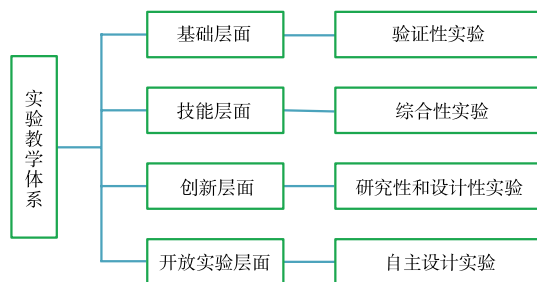 实验教学体系
基础层面
验证性实验
技能层面
综合性实验
创新层面
研究性和设计性实验
开放实验层面
自主设计实验